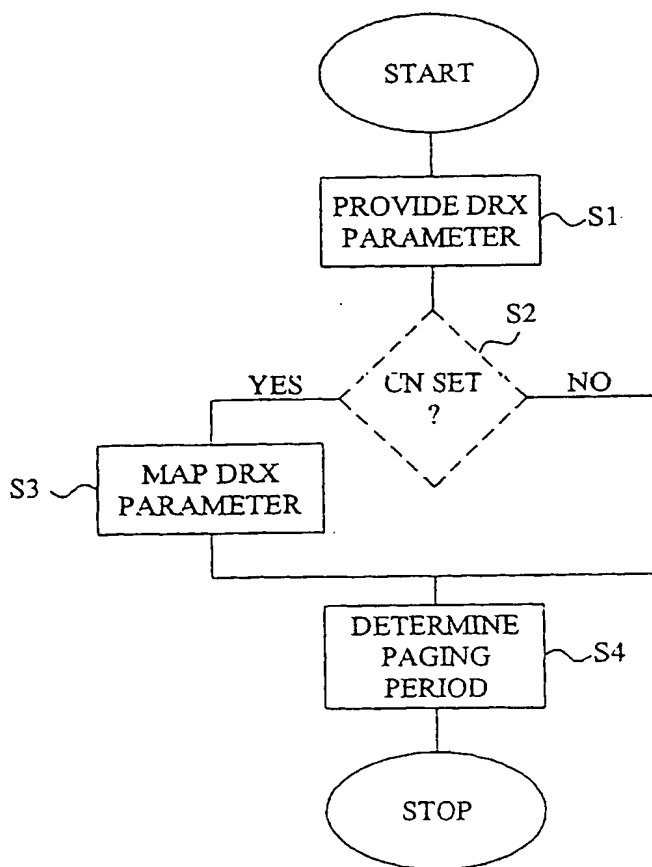 START
PROVIDE DRX
PARAMETER
S1
S2
YES
CN SET
?
NO
S3
MAP DRX
PARAMETER
DETERMINE
PAGING
PERIOD
S4
STOP